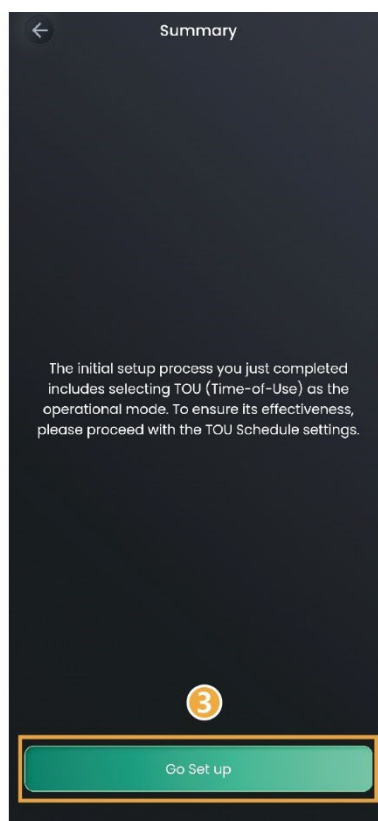 Summary
The initial setup process you just completed
includes selecting TOU (Time-of-Use) as the
operational mode. To ensure its effectiveness,
please proceed with the TOU Schedule settings.
3
Go Set up